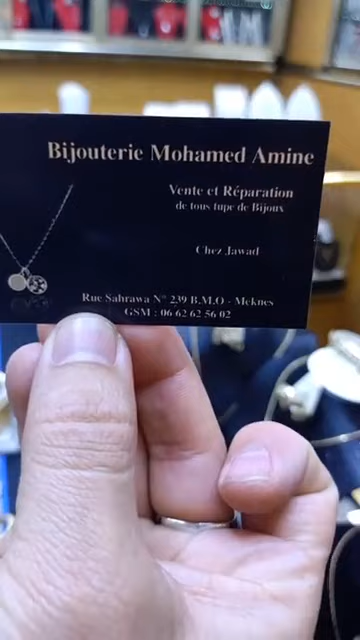 Bijouterie Mohamed Amine
Vente et Réparation
de tous tupe de Bijoux
Chez Jawad
Rue Sahrawa N° 239 B.M.O - Meknes
GSM : 06 62 62 56 02